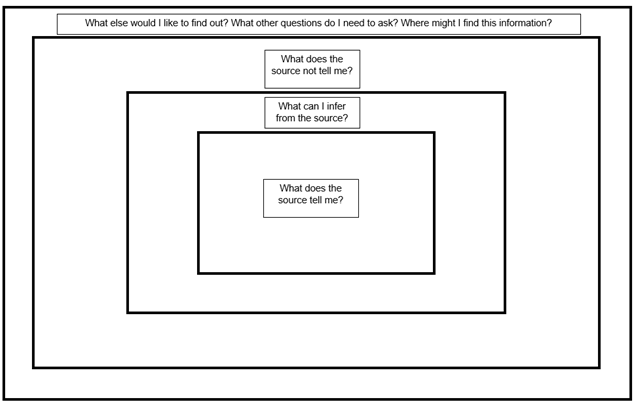 What else would I like to find out? What other questions do I need to ask? Where might I find this information?
What does the
source not tell me?
What can I infer
from the source?
What does the
source tell me?